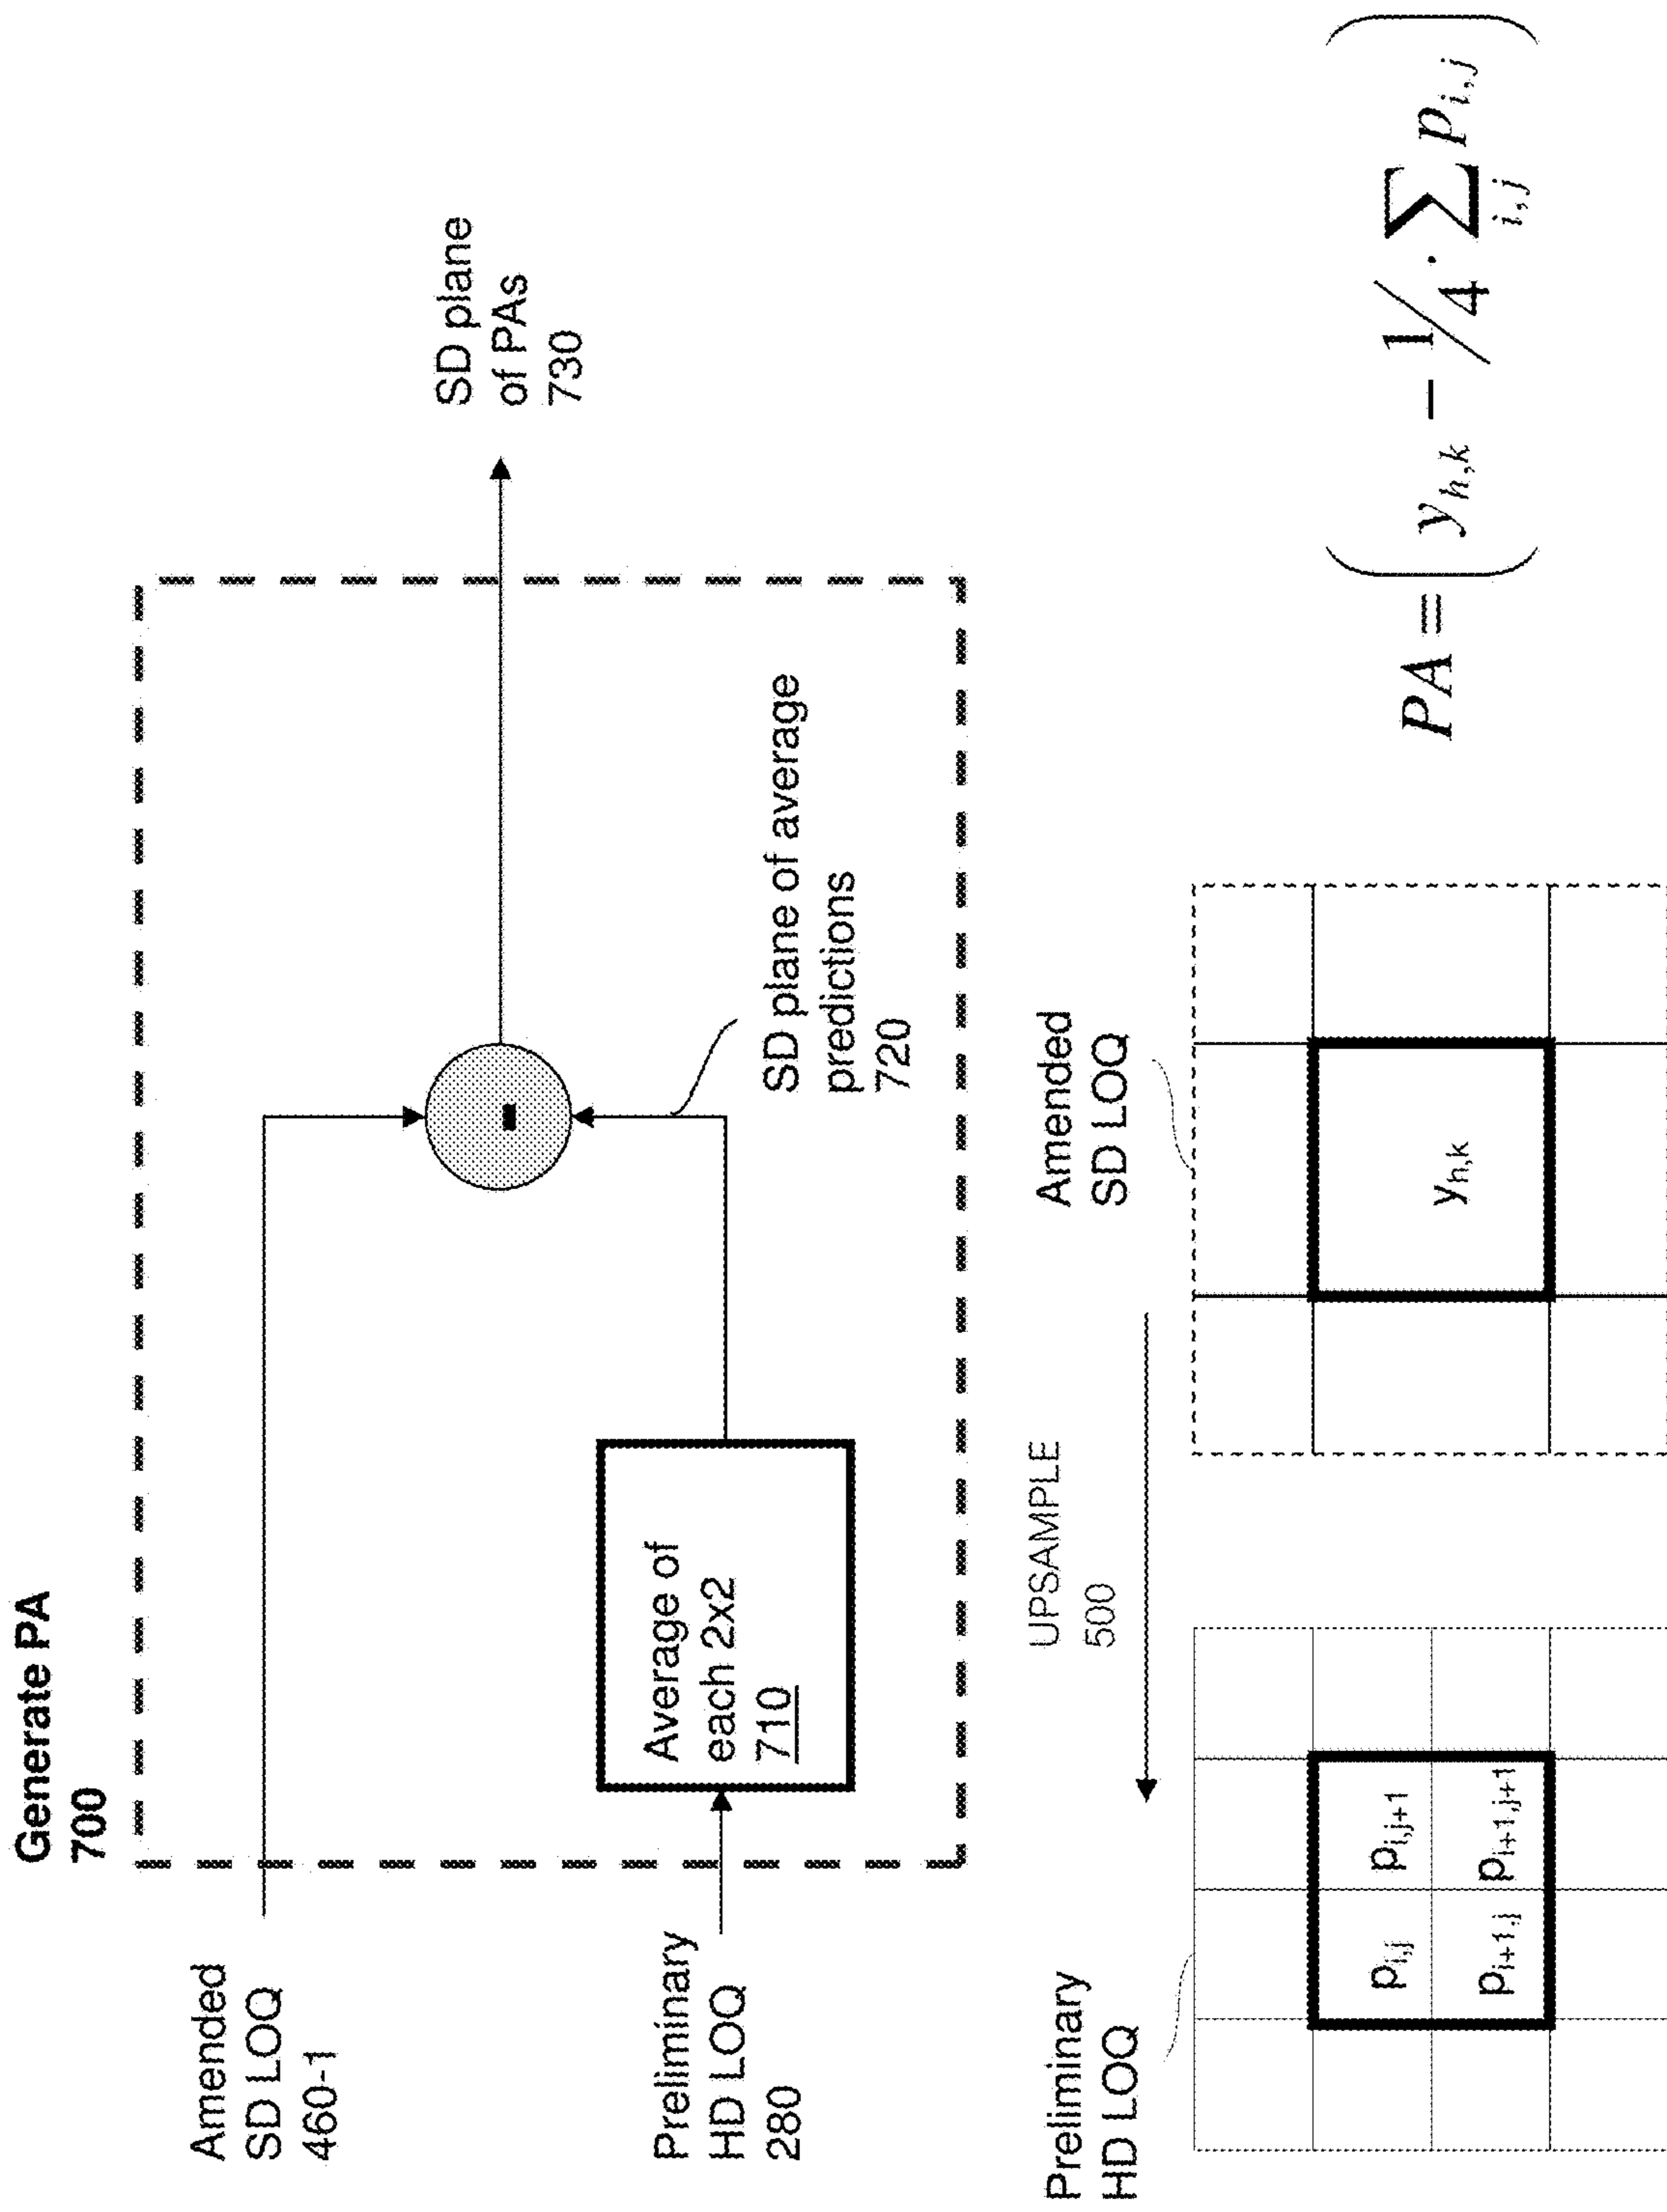 Generate PA
700
Amended
SD LOQ
460-1
Preliminary
HD LOQ
280
Average of
each 2x2
710
-
SD plane of average
predictions
720
SD plane
of PAs
730
Preliminary
HD LOQ
UPSAMPLE
500
Amended
SD LOQ
p_{i,j} p_{i,j+1}
p_{i+1,j} p_{i+1,j+1}
y_{h,k}
PA = ( y_{h,k} - 1/4 · ∑_{i,j} p_{i,j} )